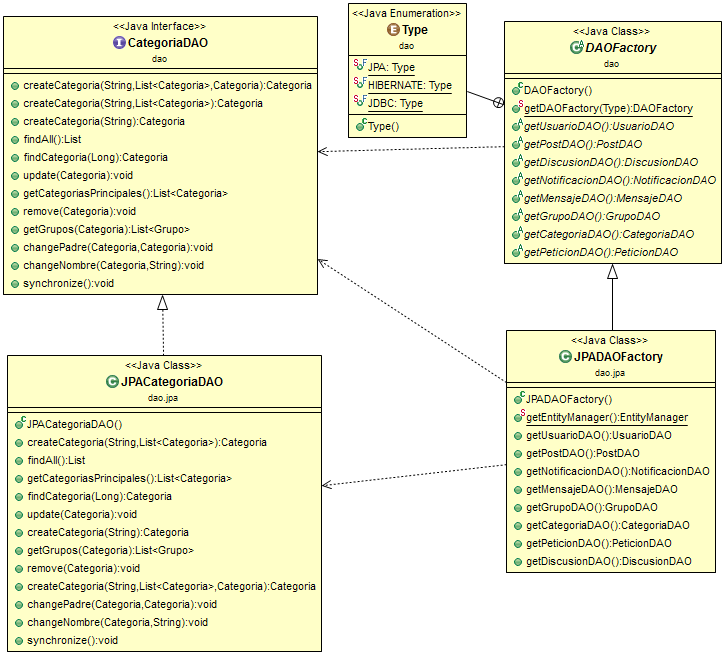 <<Java Interface>>
CategoriaDAO
dao
createCategoria(String,List<Categoria>,Categoria):Categoria
createCategoria(String,List<Categoria>):Categoria
createCategoria(String):Categoria
findAll():List
findCategoria(Long):Categoria
update(Categoria):void
getCategoriasPrincipales():List<Categoria>
remove(Categoria):void
getGrupos(Categoria):List<Grupo>
changePadre(Categoria,Categoria):void
changeNombre(Categoria,String):void
synchronize():void
<<Java Enumeration>>
Type
dao
JPA: Type
HIBERNATE: Type
JDBC: Type
Type()
<<Java Class>>
DAOFactory
dao
DAOFactory()
getDAOFactory(Type):DAOFactory
getUsuarioDAO():UsuarioDAO
getPostDAO():PostDAO
getDiscusionDAO():DiscusionDAO
getNotificacionDAO():NotificacionDAO
getMensajeDAO():MensajeDAO
getGrupoDAO():GrupoDAO
getCategoriaDAO():CategoriaDAO
getPeticionDAO():PeticionDAO
<<Java Class>>
JPACategoriaDAO
dao.jpa
JPACategoriaDAO()
createCategoria(String,List<Categoria>):Categoria
findAll():List
getCategoriasPrincipales():List<Categoria>
findCategoria(Long):Categoria
update(Categoria):void
createCategoria(String):Categoria
getGrupos(Categoria):List<Grupo>
remove(Categoria):void
createCategoria(String,List<Categoria>,Categoria):Categoria
changePadre(Categoria,Categoria):void
changeNombre(Categoria,String):void
synchronize():void
<<Java Class>>
JPADAOFactory
dao.jpa
JPADAOFactory()
getEntityManager():EntityManager
getUsuarioDAO():UsuarioDAO
getPostDAO():PostDAO
getNotificacionDAO():NotificacionDAO
getMensajeDAO():MensajeDAO
getGrupoDAO():GrupoDAO
getCategoriaDAO():CategoriaDAO
getPeticionDAO():PeticionDAO
getDiscusionDAO():DiscusionDAO